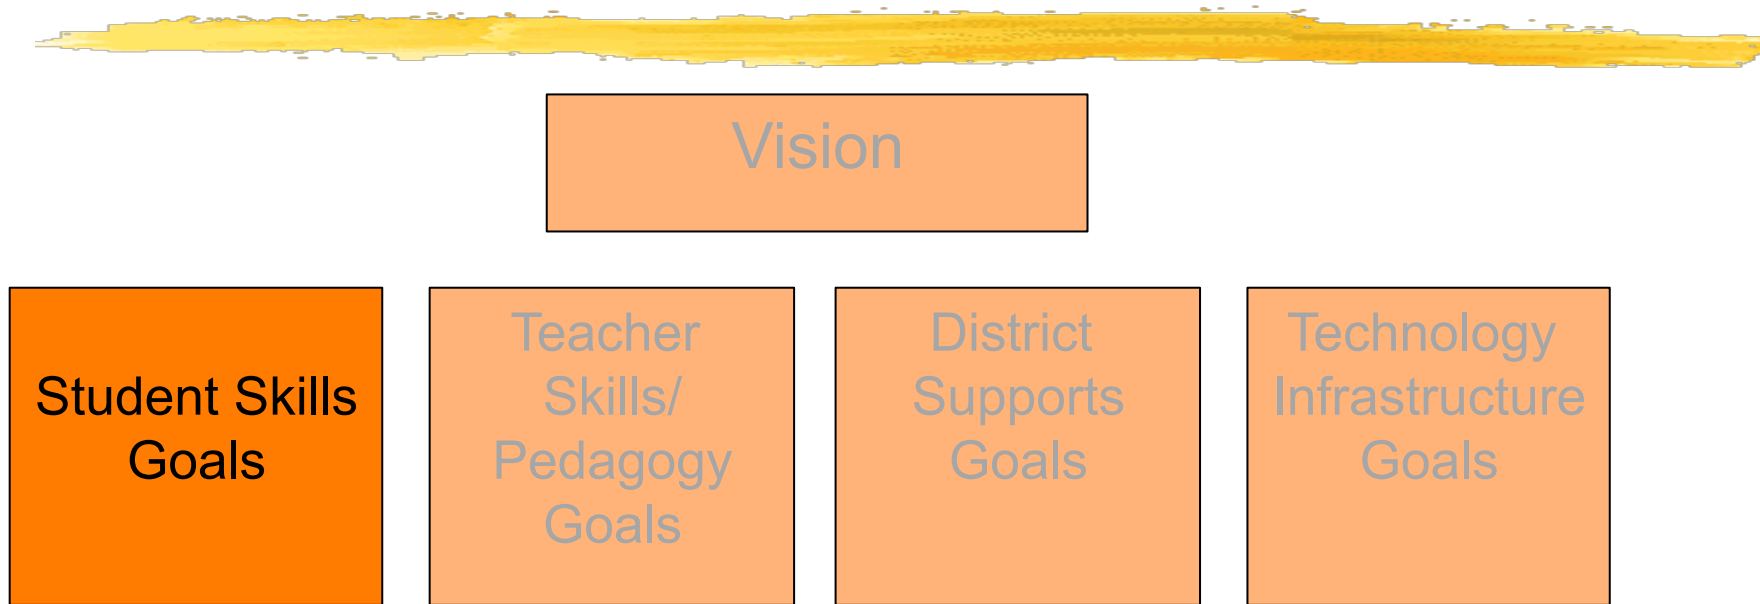 Vision
Student Skills
Goals
Teacher
Skills/
Pedagogy
Goals
District
Supports
Goals
Technology
Infrastructure
Goals